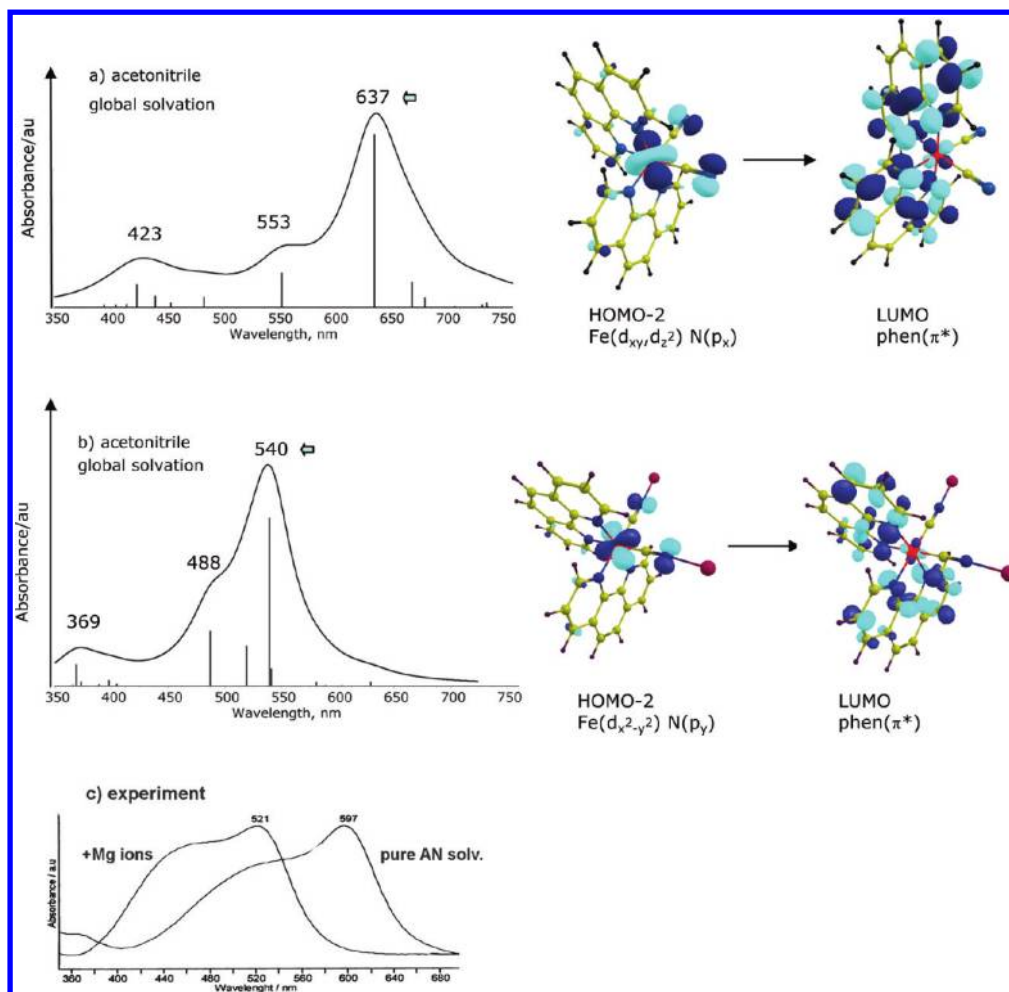 a) acetonitrile
global solvation
637
423
553
Absorbance/au
350 400 450 500 550 600 650 700 750
Wavelength, nm
HOMO-2
Fe(dxy,dz²) N(px)
LUMO
phen(π*)
b) acetonitrile
global solvation
540
488
369
Absorbance/au
350 400 450 500 550 600 650 700 750
Wavelength, nm
HOMO-2
Fe(dx²-y²) N(py)
LUMO
phen(π*)
c) experiment
521 597
+Mg ions pure AN solv.
Absorbance / a.u
360 400 440 480 520 560 600 640 680
Wavelenght / nm